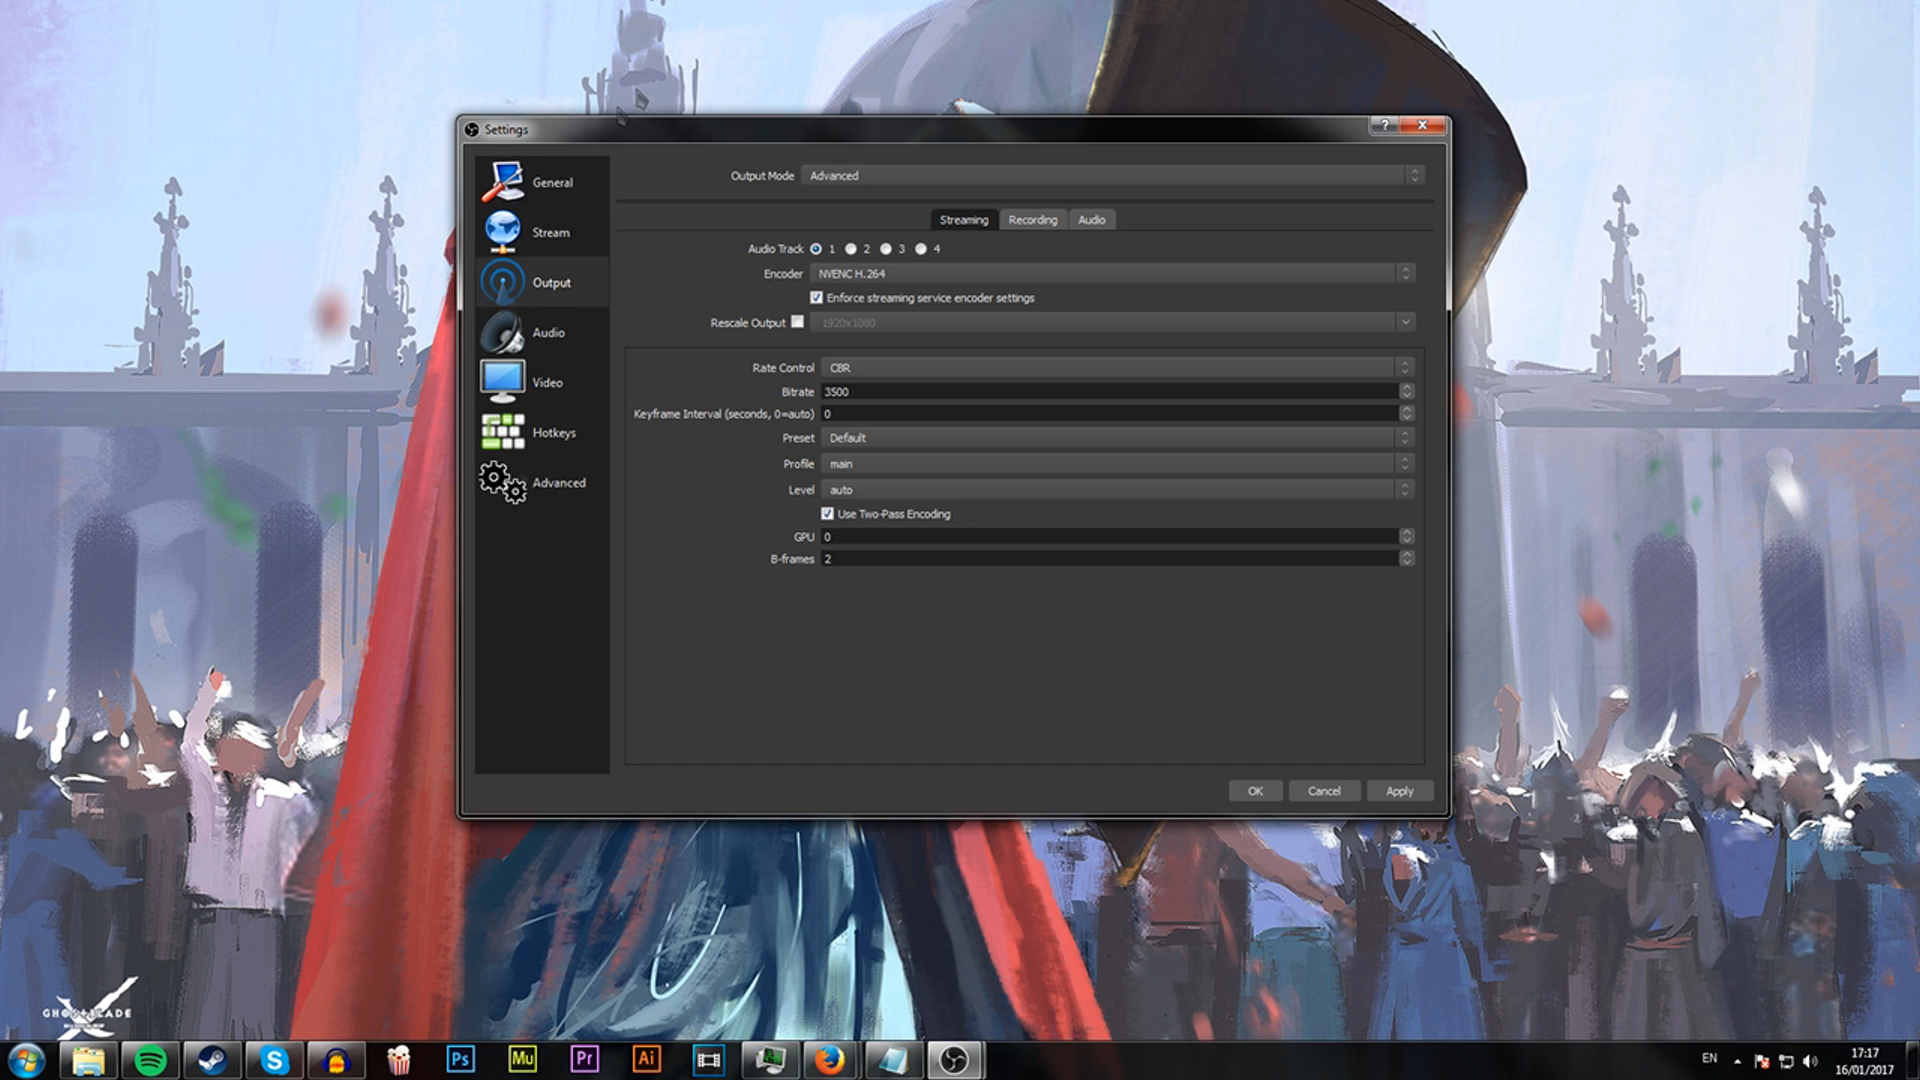 Settings
?
X
General
Stream
Output
Audio
Video
Hotkeys
Advanced
Output Mode Advanced
Streaming Recording Audio
Audio Track 1 2 3 4
Encoder NVENC H.264
Enforce streaming service encoder settings
Rescale Output 1920x1080
Rate Control CBR
Bitrate 3500
Keyframe Interval (seconds, 0=auto) 0
Preset Default
Profile main
Level auto
Use Two-Pass Encoding
GPU 0
B-frames 2
OK Cancel Apply
GHOSTBLADE
Ps Mu Pr Ai
EN
17:17
16/01/2017